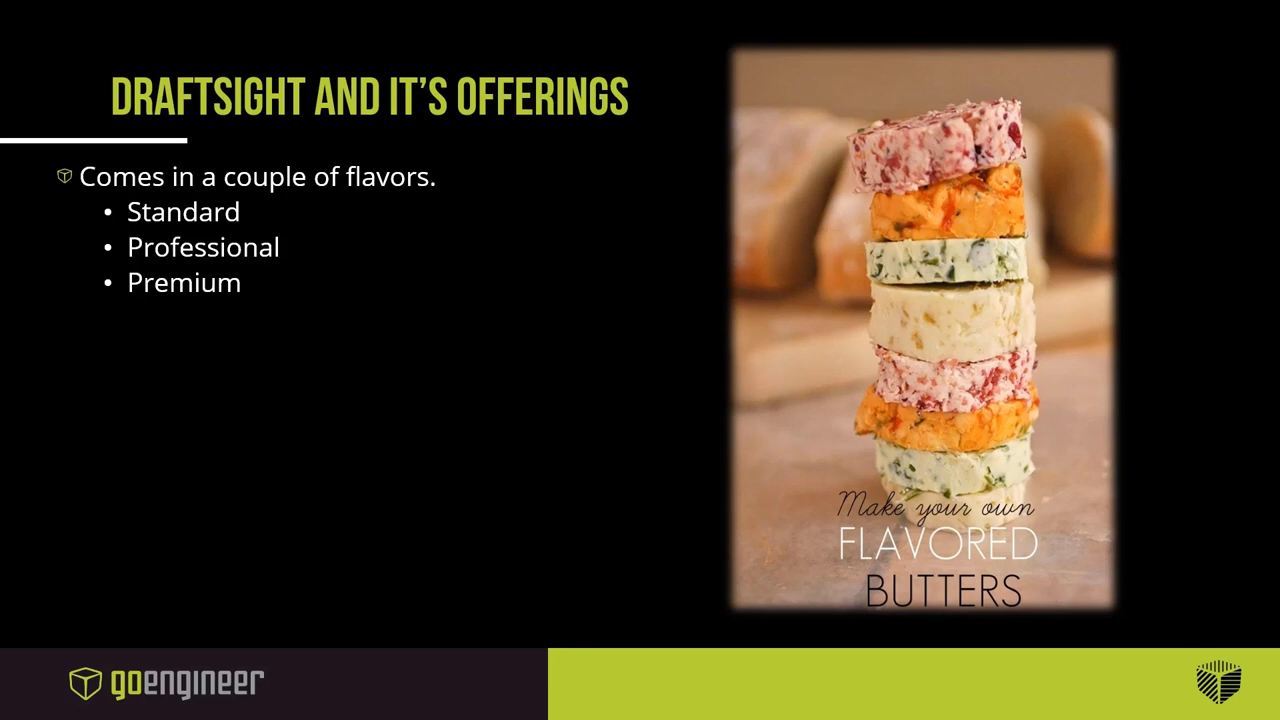 DRAFTSIGHT AND IT'S OFFERINGS
Comes in a couple of flavors.
• Standard
• Professional
• Premium
Make your own
FLAVORED
BUTTERS
goengineer